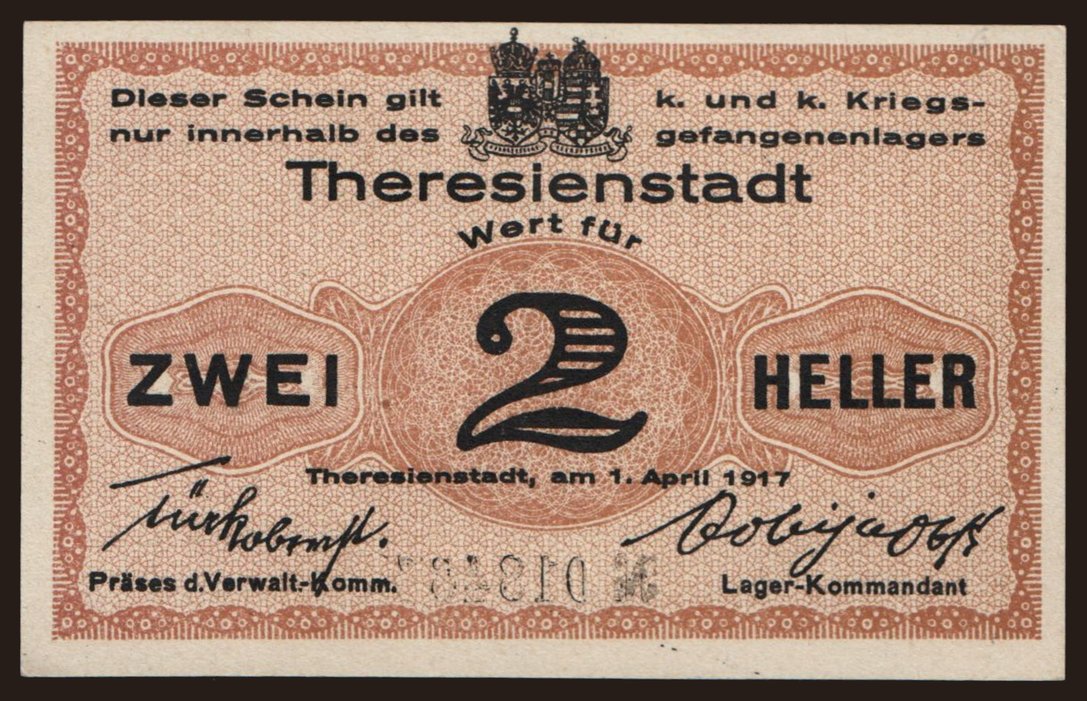 Dieser Schein gilt k. und k. Kriegs-
nur innerhalb des gefangenenlagers
Theresienstadt
Wert für
ZWEI 2 HELLER
Theresienstadt, am 1. April 1917
Präses d.Verwalt.-Komm. Lager-Kommandant